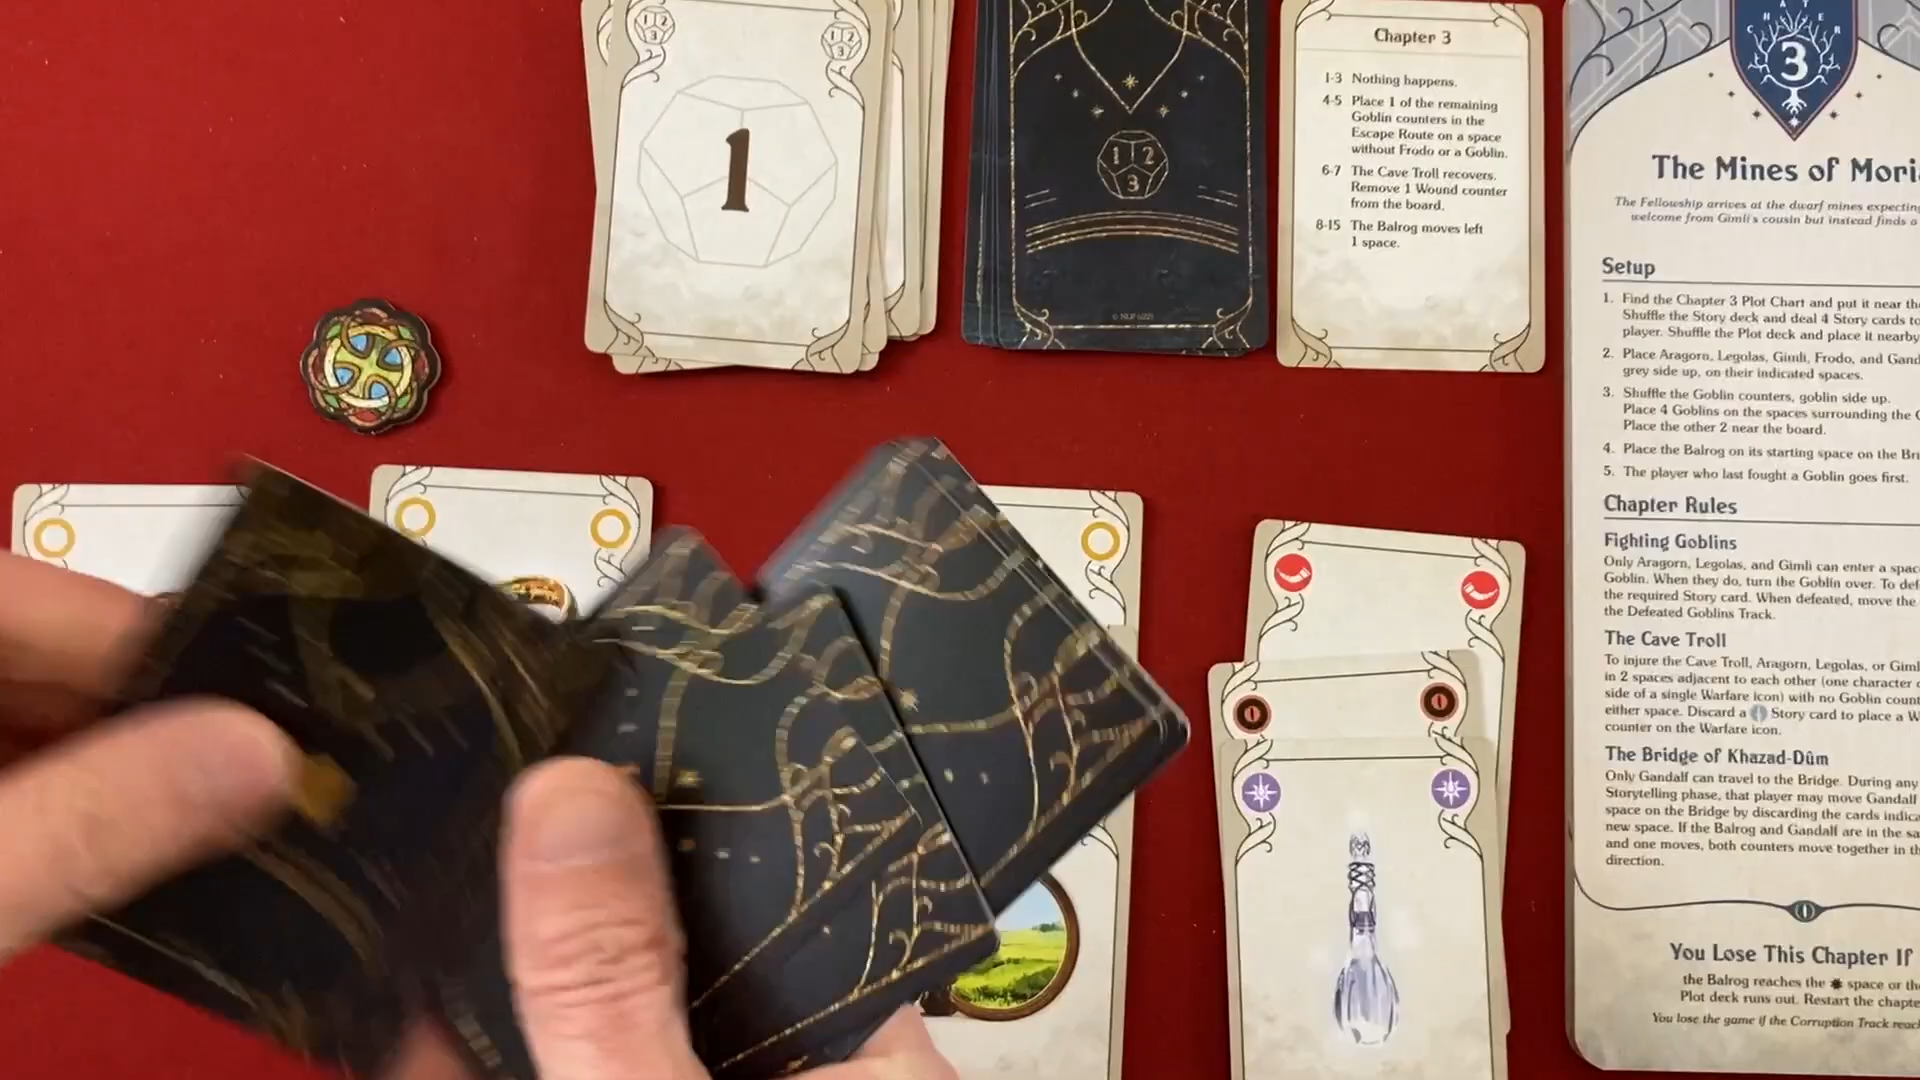 1 2
3
1 2
3
1
1 2
3
© NLP 2022
Chapter 3
1-3 Nothing happens.
4-5 Place 1 of the remaining
Goblin counters in the
Escape Route on a space
without Frodo or a Goblin.
6-7 The Cave Troll recovers.
Remove 1 Wound counter
from the board.
8-15 The Balrog moves left
1 space.
3
The Mines of
The Fellowship arrives at the dwarf mines
welcome from Gimli's cousin but instead finds a
Setup
1. Find the Chapter 3 Plot Chart and put it near
Shuffle the Story deck and deal 4 Story cards
player. Shuffle the Plot deck and place it nearby
2. Place Aragorn, Legolas, Gimli, Frodo, and
grey side up, on their indicated spaces.
3. Shuffle the Goblin counters, goblin side up.
Place 4 Goblins on the spaces surrounding the
Place the other 2 near the board.
4. Place the Balrog on its starting space on the
5. The player who last fought a Goblin goes first.
Chapter Rules
Fighting Goblins
Only Aragorn, Legolas, and Gimli can enter a
Goblin. When they do, turn the Goblin over. To
the required Story card. When defeated, move the
the Defeated Goblins Track.
The Cave Troll
To injure the Cave Troll, Aragorn, Legolas, or
in 2 spaces adjacent to each other (one character
side of a single Warfare icon) with no Goblin
either space. Discard a Story card to place a
counter on the Warfare icon.
The Bridge of Khazad-Dûm
Only Gandalf can travel to the Bridge. During any
Storytelling phase, that player may move Gandalf
space on the Bridge by discarding the cards
new space. If the Balrog and Gandalf are in the
and one moves, both counters move together in
direction.
You Lose This Chapter If
the Balrog reaches the space or
Plot deck runs out. Restart the
You lose the game if the Corruption Track